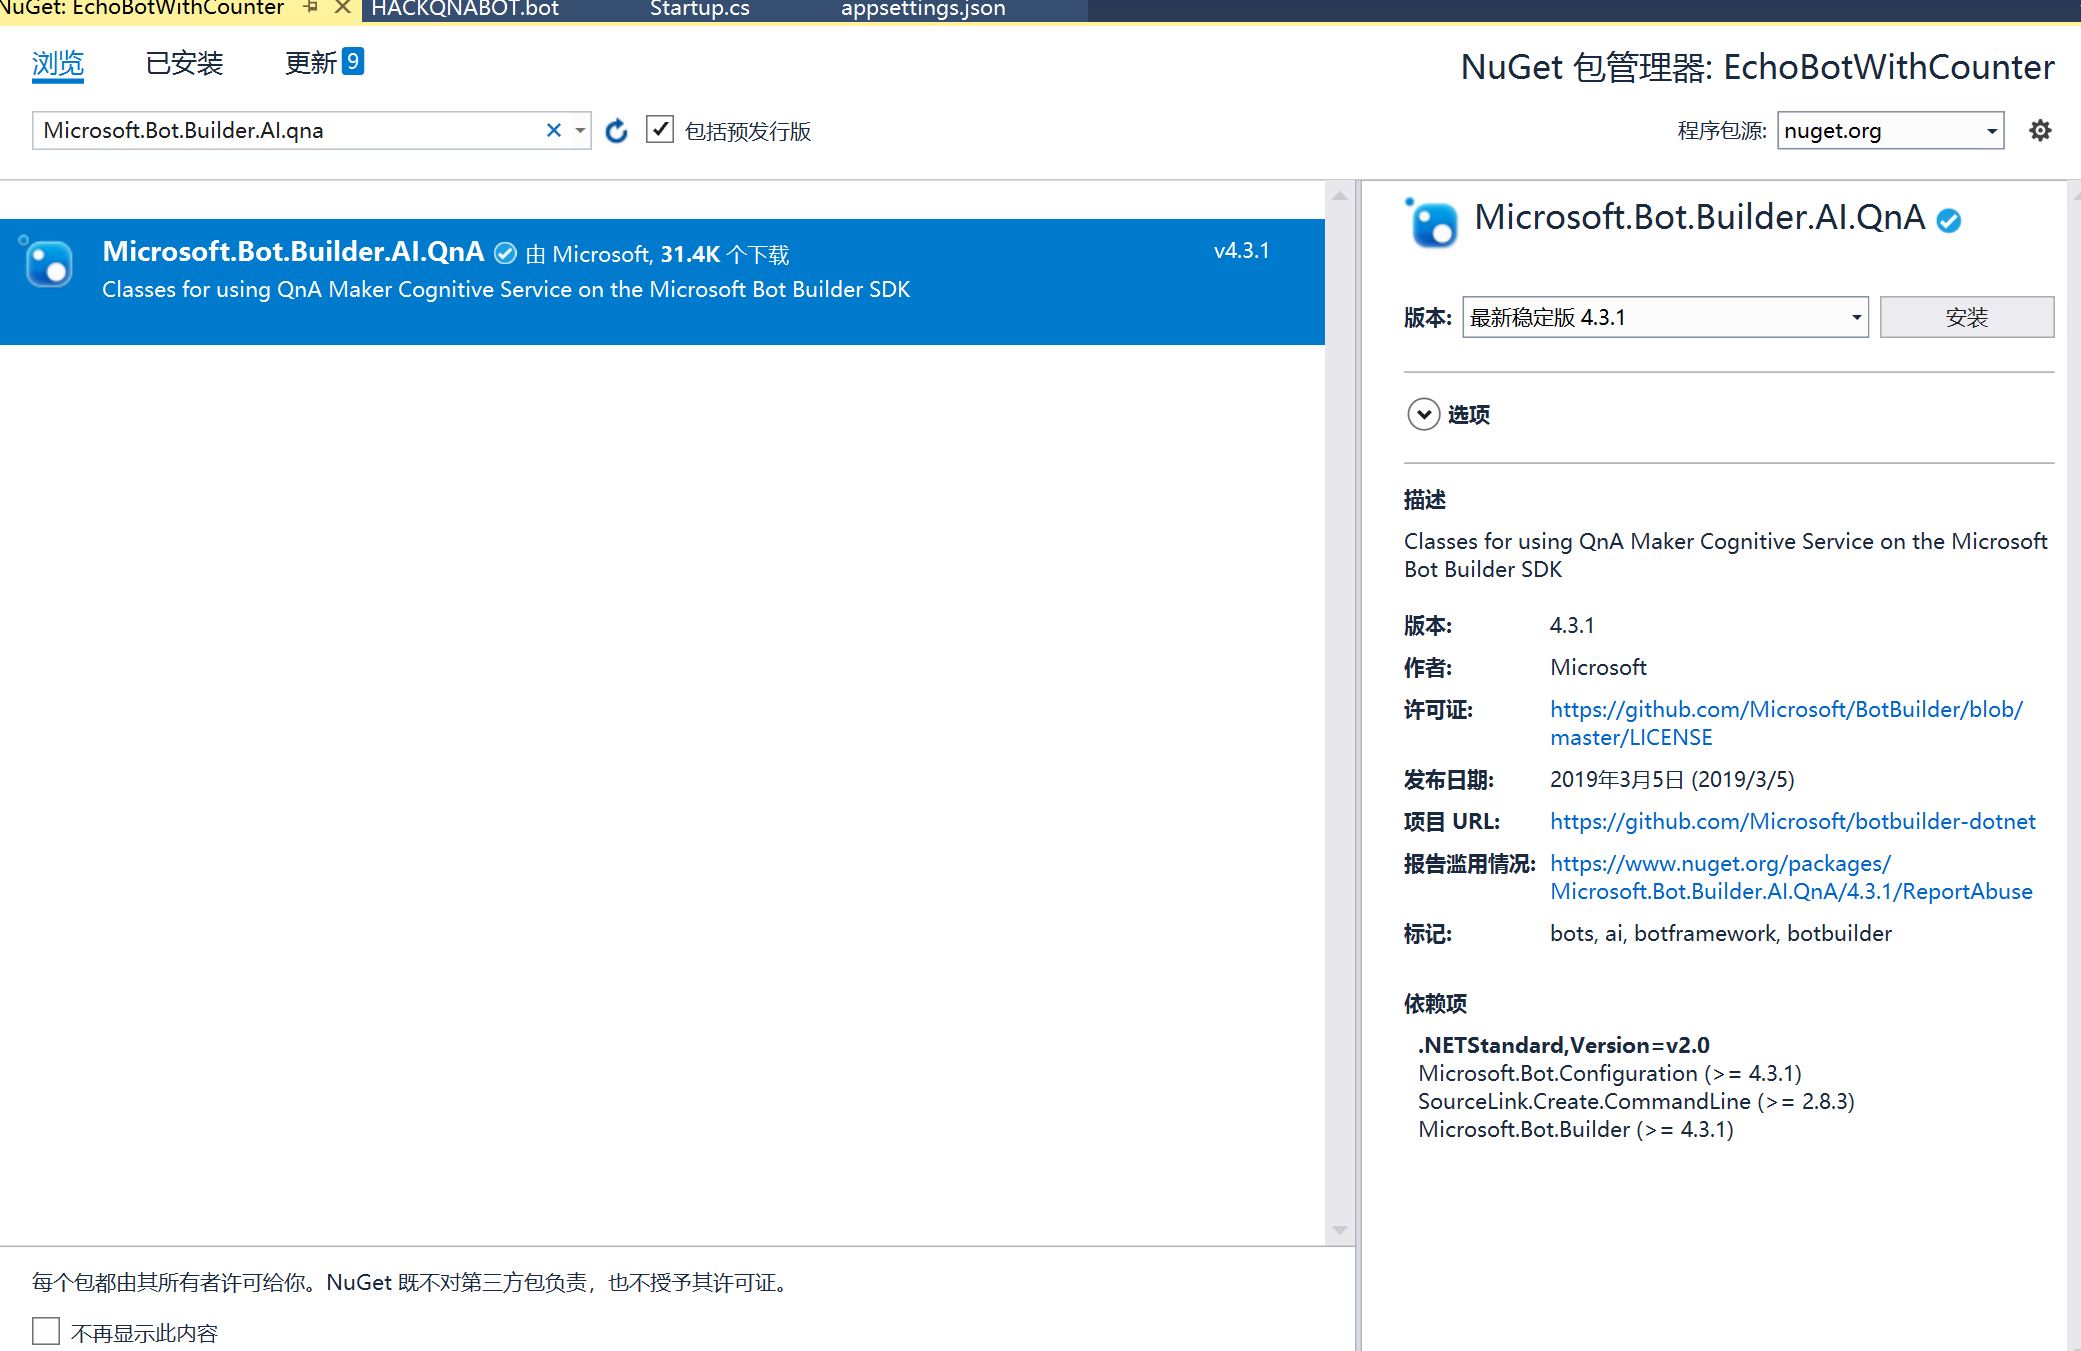 NuGet: EchoBotWithCounter HACKQNABOT.bot Startup.cs appsettings.json
浏览 已安装 更新 9
NuGet 包管理器: EchoBotWithCounter
Microsoft.Bot.Builder.AI.qna 包括预发行版
程序包源: nuget.org
Microsoft.Bot.Builder.AI.QnA 由 Microsoft, 31.4K 个下载 v4.3.1
Classes for using QnA Maker Cognitive Service on the Microsoft Bot Builder SDK
Microsoft.Bot.Builder.AI.QnA
版本: 最新稳定版 4.3.1 安装
选项
描述
Classes for using QnA Maker Cognitive Service on the Microsoft
Bot Builder SDK
版本: 4.3.1
作者: Microsoft
许可证: https://github.com/Microsoft/BotBuilder/blob/
master/LICENSE
发布日期: 2019年3月5日 (2019/3/5)
项目 URL: https://github.com/Microsoft/botbuilder-dotnet
报告滥用情况: https://www.nuget.org/packages/
Microsoft.Bot.Builder.AI.QnA/4.3.1/ReportAbuse
标记: bots, ai, botframework, botbuilder
依赖项
.NETStandard,Version=v2.0
Microsoft.Bot.Configuration (>= 4.3.1)
SourceLink.Create.CommandLine (>= 2.8.3)
Microsoft.Bot.Builder (>= 4.3.1)
每个包都由其所有者许可给你。NuGet 既不对第三方包负责，也不授予其许可证。
不再显示此内容